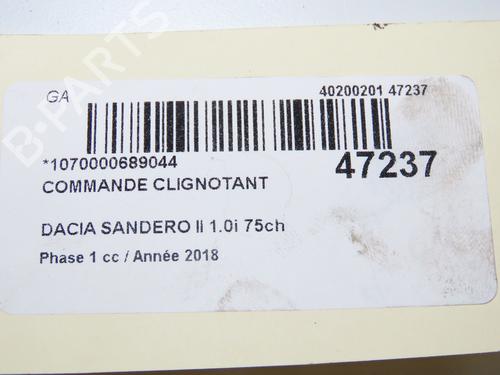 GA
40200201 47237
*1070000689044
47237
COMMANDE CLIGNOTANT
DACIA SANDERO II 1.0i 75ch
Phase 1 cc / Année 2018
B-PARTS